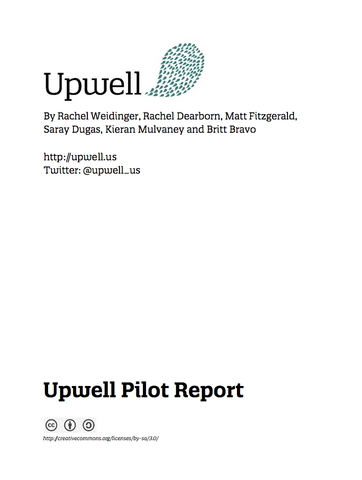 Upwell
By Rachel Weidinger, Rachel Dearborn, Matt Fitzgerald,
Saray Dugas, Kieran Mulvaney and Britt Bravo
http://upwell.us
Twitter: @upwell_us
Upwell Pilot Report
cc
http://creativecommons.org/licenses/by-sa/3.0/